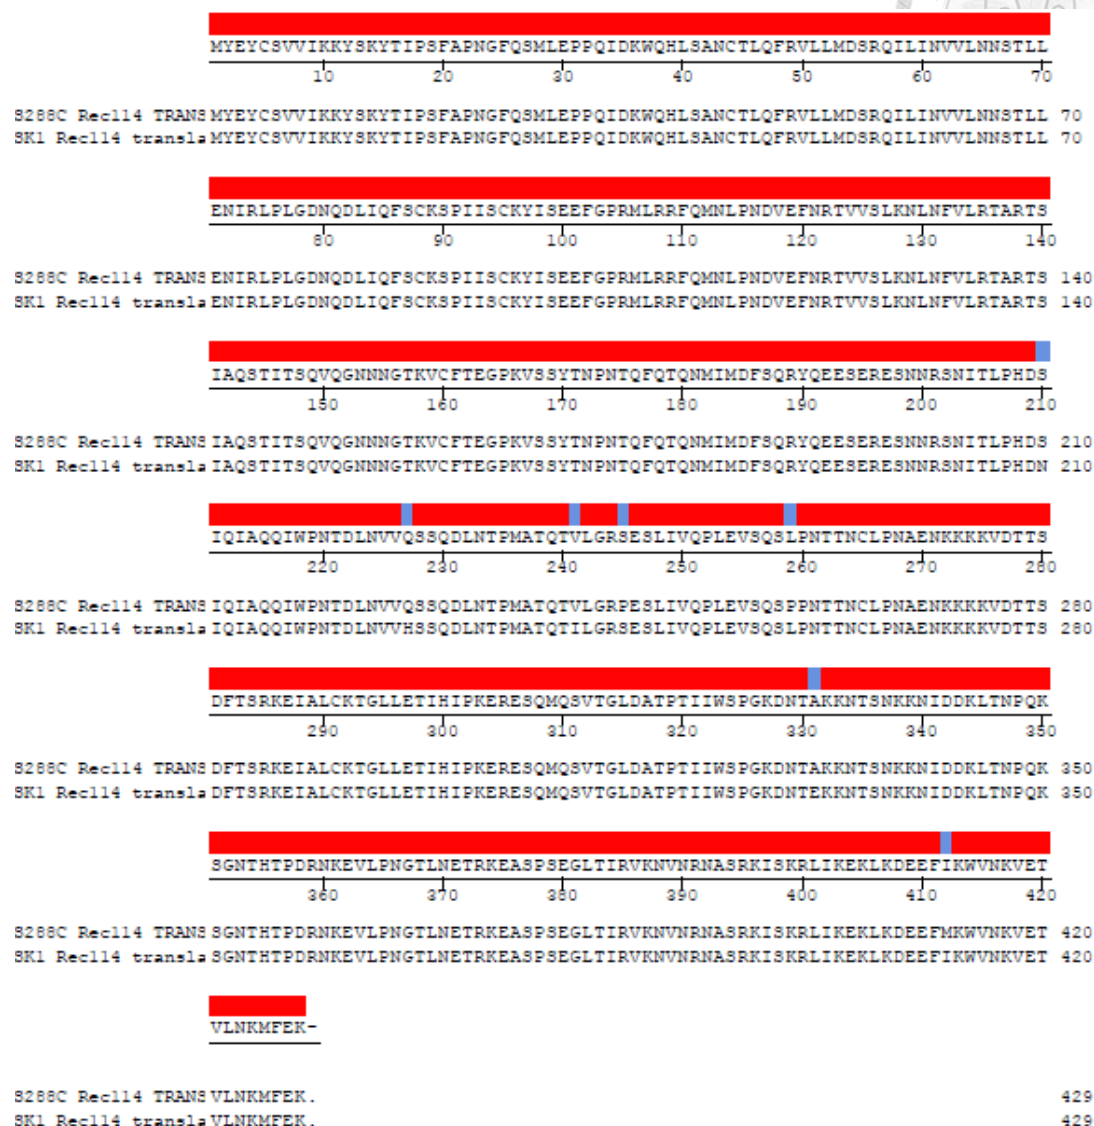 MYEYCSVVIKKYSKYTIPSFAPNGFQSMLEPPQIDKWQHLSANCTLQFRVLLMDSRQILINVVLNNSTLL
10 20 30 40 50 60 70
S288C Rec114 TRANS MYEYCSVVIKKYSKYTIPSFAPNGFQSMLEPPQIDKWQHLSANCTLQFRVLLMDSRQILINVVLNNSTLL 70
SK1 Rec114 transla MYEYCSVVIKKYSKYTIPSFAPNGFQSMLEPPQIDKWQHLSANCTLQFRVLLMDSRQILINVVLNNSTLL 70
ENIRLPLGDNQDLIQFSCKSPIISCKYISEEFGPRMLRRFQMNLPNDVEFNRTVVSLKNLNFVLRTARTS
80 90 100 110 120 130 140
S288C Rec114 TRANS ENIRLPLGDNQDLIQFSCKSPIISCKYISEEFGPRMLRRFQMNLPNDVEFNRTVVSLKNLNFVLRTARTS 140
SK1 Rec114 transla ENIRLPLGDNQDLIQFSCKSPIISCKYISEEFGPRMLRRFQMNLPNDVEFNRTVVSLKNLNFVLRTARTS 140
IAQSTITSQVQGNNNGTKVCFTEGPKVSSYTNPNTQFQTQNMIMDFSQRYQEESERESNNRSNITLPHDS
150 160 170 180 190 200 210
S288C Rec114 TRANS IAQSTITSQVQGNNNGTKVCFTEGPKVSSYTNPNTQFQTQNMIMDFSQRYQEESERESNNRSNITLPHDS 210
SK1 Rec114 transla IAQSTITSQVQGNNNGTKVCFTEGPKVSSYTNPNTQFQTQNMIMDFSQRYQEESERESNNRSNITLPHDN 210
IQIAQQIWPNTDLNVVQSSQDLNTPMATQTVLGRSESLIVQPLEVSQSLPNTTNCLPNAENKKKKVDTTS
220 230 240 250 260 270 280
S288C Rec114 TRANS IQIAQQIWPNTDLNVVQSSQDLNTPMATQTVLGRPESLIVQPLEVSQSPPNTTNCLPNAENKKKKVDTTS 280
SK1 Rec114 transla IQIAQQIWPNTDLNVVHSSQDLNTPMATQTILGRSESLIVQPLEVSQSLPNTTNCLPNAENKKKKVDTTS 280
DFTSRKEIALCKTGLLETIHIPKERESQMQSVTGLDATPTIIWSPGKDNTAKKNTSNKKNIDDKLTNPQK
290 300 310 320 330 340 350
S288C Rec114 TRANS DFTSRKEIALCKTGLLETIHIPKERESQMQSVTGLDATPTIIWSPGKDNTAKKNTSNKKNIDDKLTNPQK 350
SK1 Rec114 transla DFTSRKEIALCKTGLLETIHIPKERESQMQSVTGLDATPTIIWSPGKDNTEKKNTSNKKNIDDKLTNPQK 350
SGNTHTPDRNKEVLPNGTLNETRKEASPSEGLTIRVKNVNRNASRKISKRLIKEKLKDEEFIKWVNKVET
360 370 380 390 400 410 420
S288C Rec114 TRANS SGNTHTPDRNKEVLPNGTLNETRKEASPSEGLTIRVKNVNRNASRKISKRLIKEKLKDEEFMKWVNKVET 420
SK1 Rec114 transla SGNTHTPDRNKEVLPNGTLNETRKEASPSEGLTIRVKNVNRNASRKISKRLIKEKLKDEEFIKWVNKVET 420
VLNKMFEK-
S288C Rec114 TRANS VLNKMFEK. 429
SK1 Rec114 transla VLNKMFEK. 429